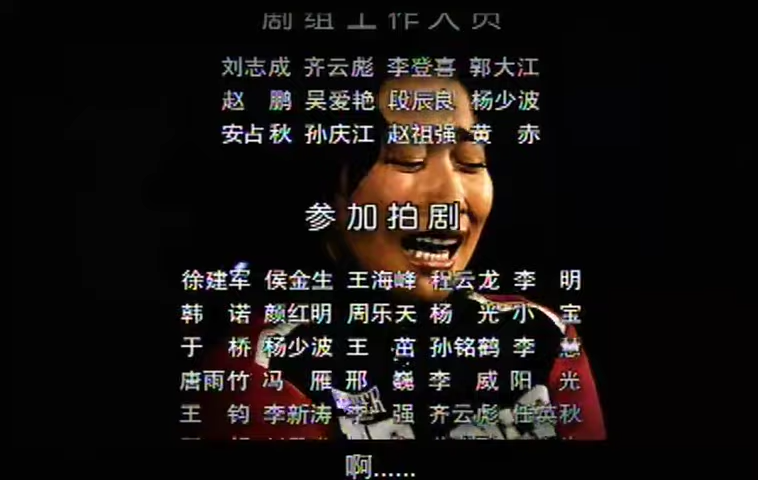 剧组工作人员
刘志成 齐云彪 李登喜 郭大江
赵 鹏 吴爱艳 段辰良 杨少波
安占秋 孙庆江 赵祖强 黄 赤
参加拍剧
徐建军 侯金生 王海峰 程云龙 李 明
韩 诺 颜红明 周乐天 杨 光 小 宝
于 桥 杨少波 王 茁 孙铭鹤 李 慧
唐雨竹 冯 雁 邢 巍 李 威 阳 光
王 钧 李新涛 李 强 齐云彪 任英秋
啊……